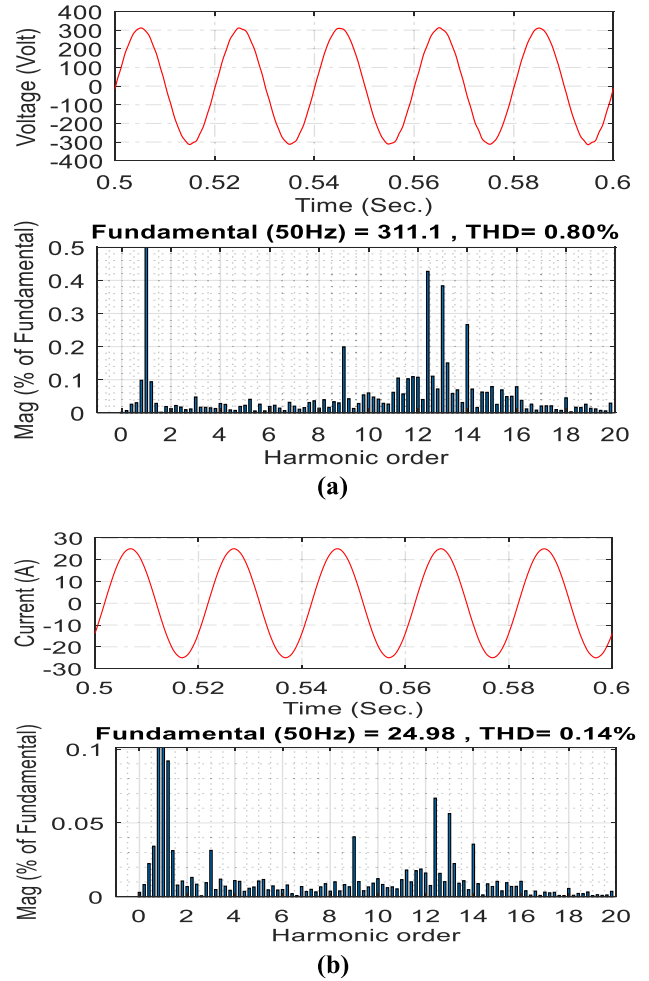 Voltage (Volt)
400
300
200
100
0
-100
-200
-300
-400
0.5 0.52 0.54 0.56 0.58 0.6
Time (Sec.)
Fundamental (50Hz) = 311.1 , THD= 0.80%
Mag (% of Fundamental)
0.5
0.4
0.3
0.2
0.1
0
0 2 4 6 8 10 12 14 16 18 20
Harmonic order
(a)
Current (A)
30
20
10
0
-10
-20
-30
0.5 0.52 0.54 0.56 0.58 0.6
Time (Sec.)
Fundamental (50Hz) = 24.98 , THD= 0.14%
Mag (% of Fundamental)
0.1
0.05
0
0 2 4 6 8 10 12 14 16 18 20
Harmonic order
(b)